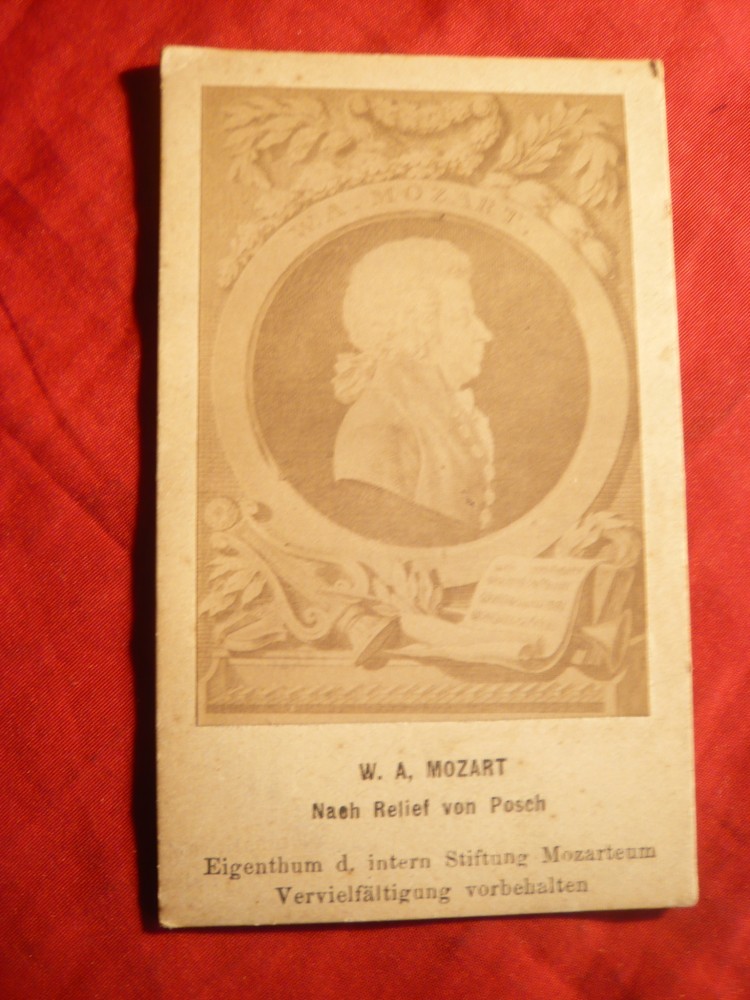 W. A. MOZART.
W. A. MOZART
Nach Relief von Posch
Eigenthum d. intern Stiftung Mozarteum
Vervielfältigung vorbehalten